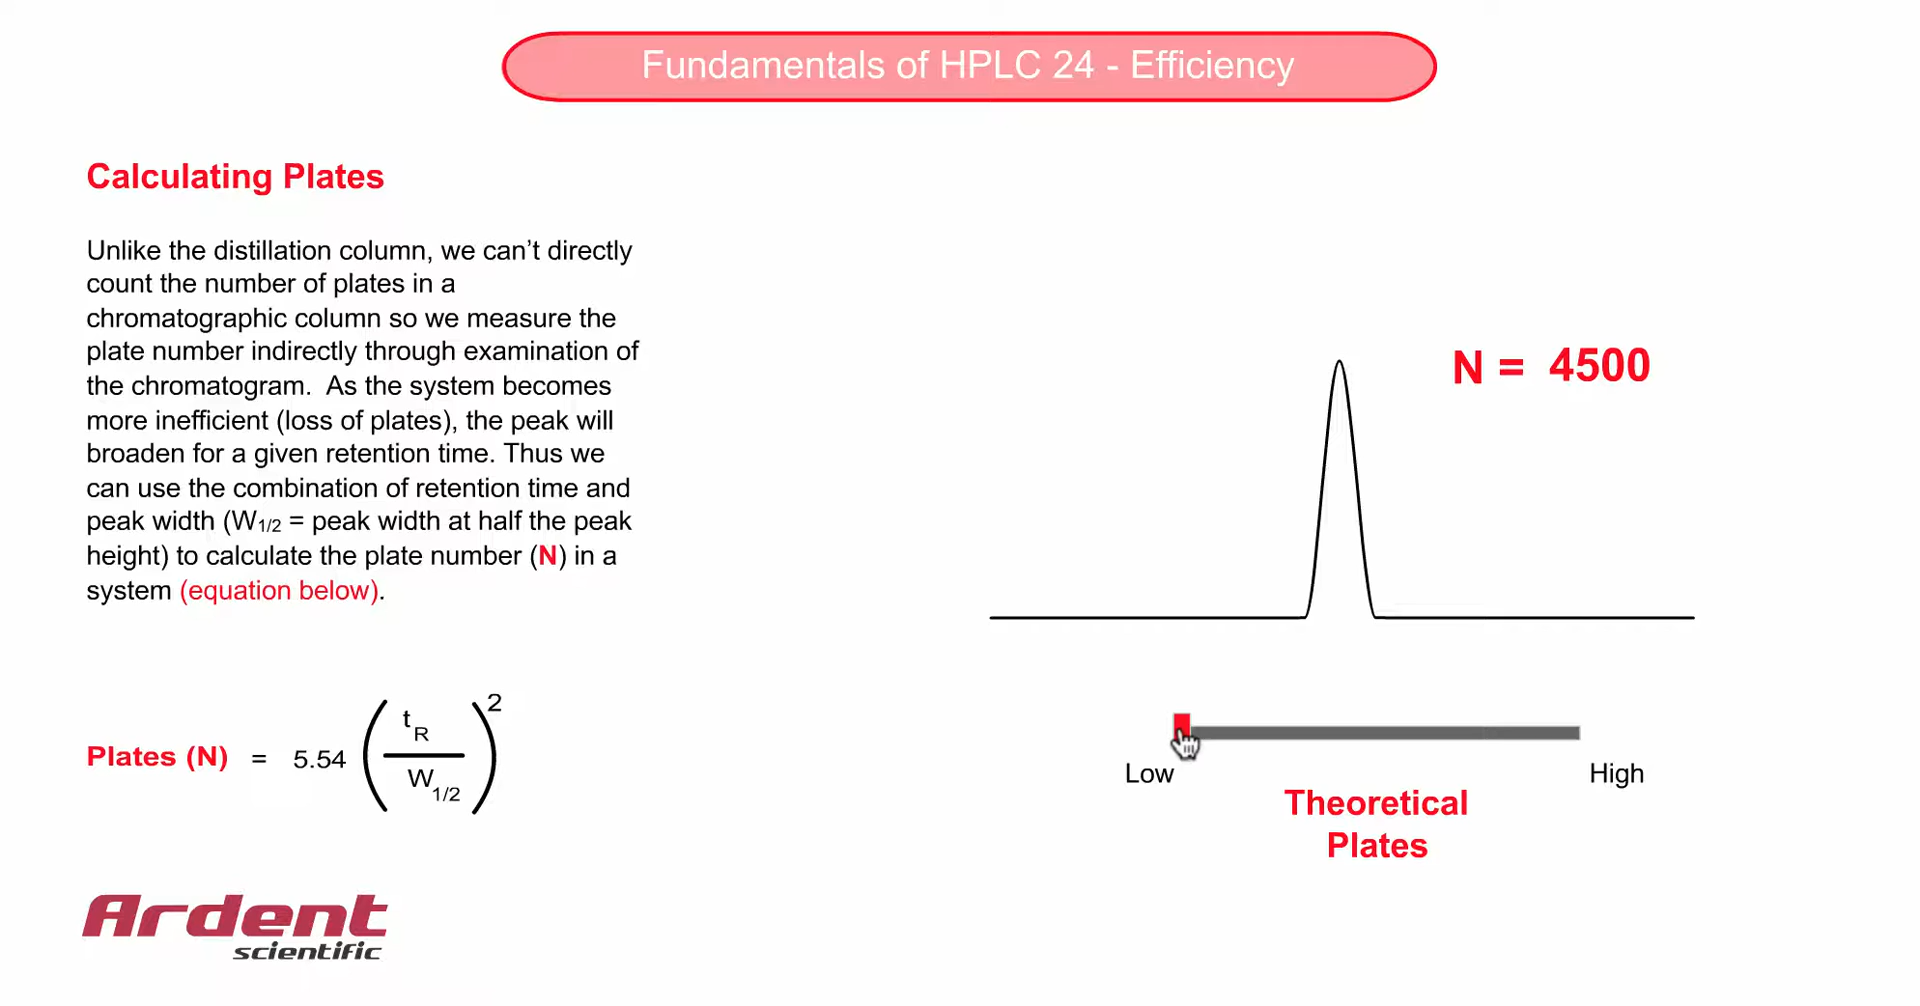 Fundamentals of HPLC 24 - Efficiency
Calculating Plates
Unlike the distillation column, we can’t directly
count the number of plates in a
chromatographic column so we measure the
plate number indirectly through examination of
the chromatogram.  As the system becomes
more inefficient (loss of plates), the peak will
broaden for a given retention time. Thus we
can use the combination of retention time and
peak width (W1/2 = peak width at half the peak
height) to calculate the plate number (N) in a
system (equation below).
Plates (N) = 5.54 (tR / W1/2)2
N = 4500
Low
High
Theoretical
Plates
Ardent
scientific